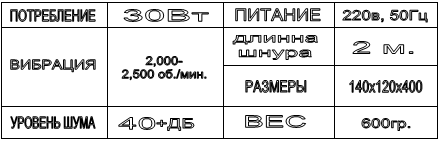 ПОТРЕБЛЕНИЕ 30Вт ПИТАНИЕ 220в, 50Гц
ВИБРАЦИЯ 2,000-
2,500 об./мин.
длинна
шнура 2 м.
РАЗМЕРЫ 140х120х400
УРОВЕНЬ ШУМА 40+ДБ ВЕС 600гр.